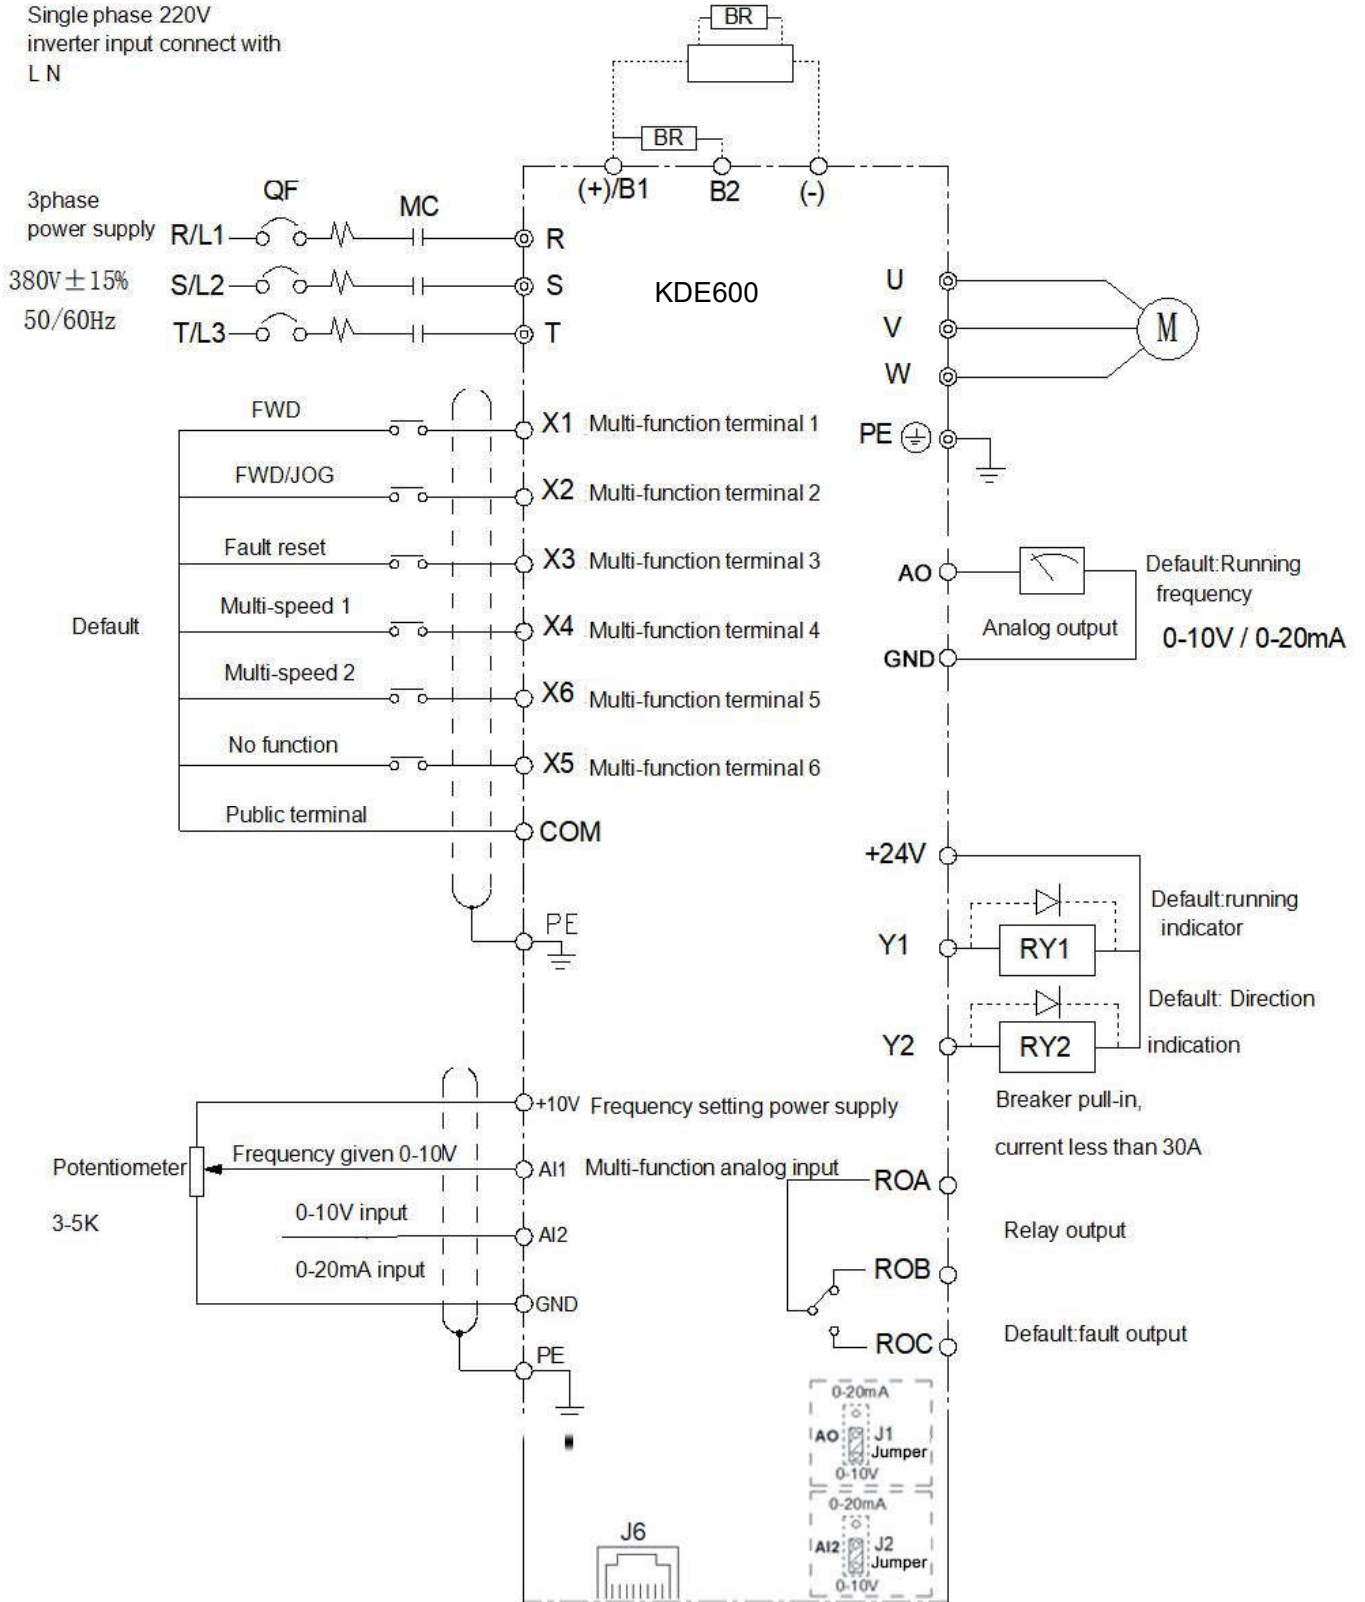 Single phase 220V
inverter input connect with
L N
BR
BR
(+)/B1
B2
(-)
3phase
power supply
380V±15%
50/60Hz
QF
MC
R/L1
R
S/L2
S
T/L3
T
KDE600
U
V
W
M
PE
Default
FWD
X1 Multi-function terminal 1
FWD/JOG
X2 Multi-function terminal 2
Fault reset
X3 Multi-function terminal 3
Multi-speed 1
X4 Multi-function terminal 4
Multi-speed 2
X6 Multi-function terminal 5
No function
X5 Multi-function terminal 6
Public terminal
COM
PE
AO
Analog output
GND
Default:Running
frequency
0-10V / 0-20mA
+24V
Y1
RY1
Default:running
indicator
Y2
RY2
Default: Direction
indication
Breaker pull-in,
current less than 30A
Potentiometer
3-5K
+10V Frequency setting power supply
Frequency given 0-10V
AI1 Multi-function analog input
0-10V input
AI2
0-20mA input
GND
PE
ROA
Relay output
ROB
ROC
Default:fault output
0-20mA
AO
J1
Jumper
0-10V
0-20mA
AI2
J2
Jumper
0-10V
J6